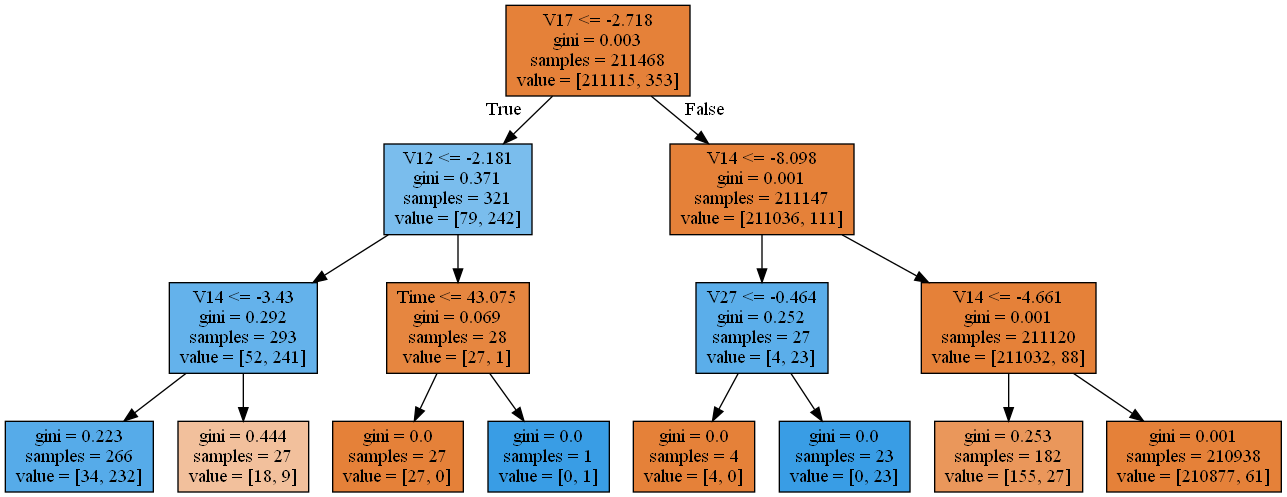 V17 <= -2.718
gini = 0.003
samples = 211468
value = [211115, 353]
True
False
V12 <= -2.181
gini = 0.371
samples = 321
value = [79, 242]
V14 <= -8.098
gini = 0.001
samples = 211147
value = [211036, 111]
V14 <= -3.43
gini = 0.292
samples = 293
value = [52, 241]
Time <= 43.075
gini = 0.069
samples = 28
value = [27, 1]
V27 <= -0.464
gini = 0.252
samples = 27
value = [4, 23]
V14 <= -4.661
gini = 0.001
samples = 211120
value = [211032, 88]
gini = 0.223
samples = 266
value = [34, 232]
gini = 0.444
samples = 27
value = [18, 9]
gini = 0.0
samples = 27
value = [27, 0]
gini = 0.0
samples = 1
value = [0, 1]
gini = 0.0
samples = 4
value = [4, 0]
gini = 0.0
samples = 23
value = [0, 23]
gini = 0.253
samples = 182
value = [155, 27]
gini = 0.001
samples = 210938
value = [210877, 61]